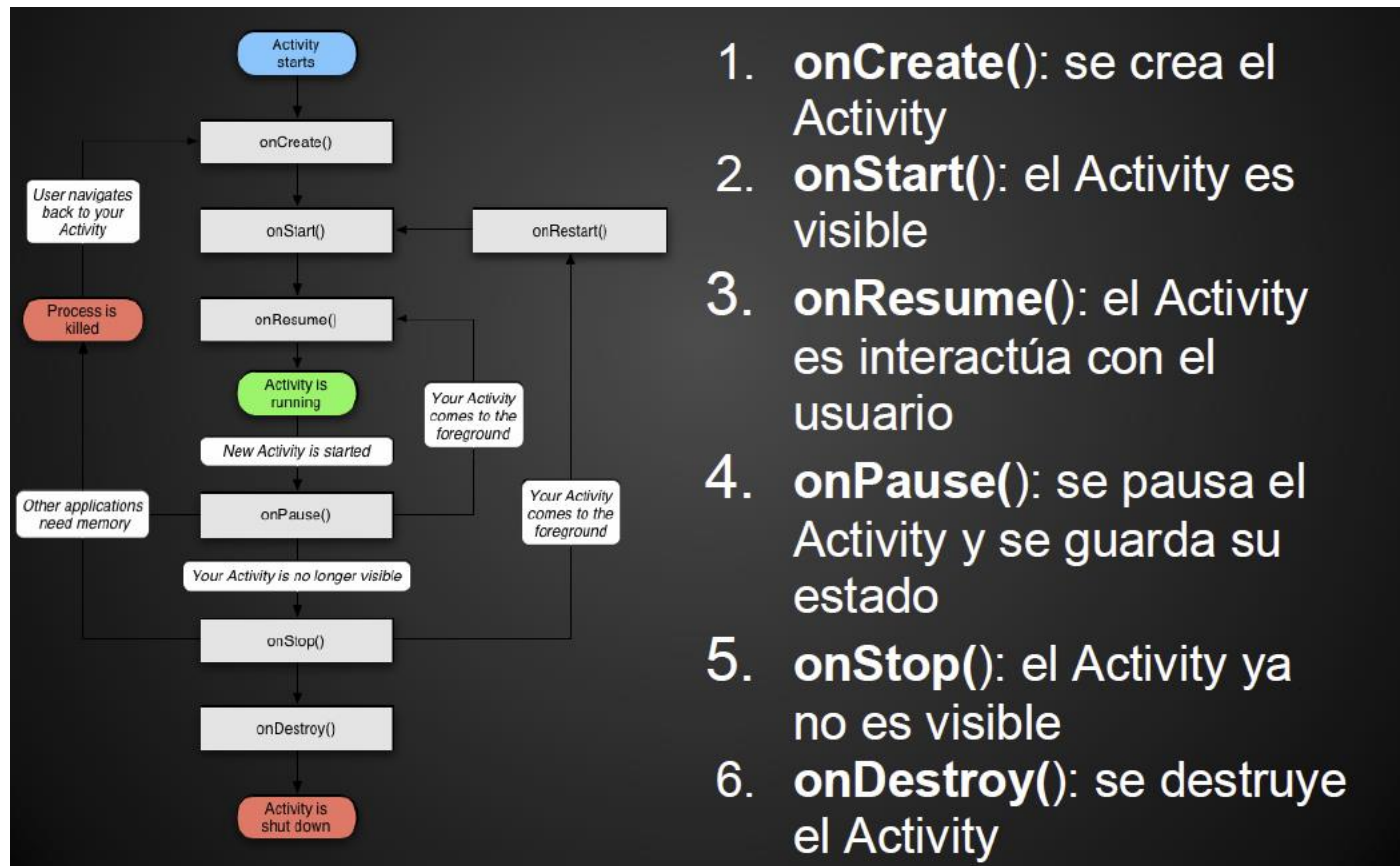 Activity
starts
onCreate()
User navigates
back to your
Activity
onStart()
onRestart()
Process is
killed
onResume()
Activity is
running
Your Activity
comes to the
foreground
New Activity is started
Other applications
need memory
onPause()
Your Activity
comes to the
foreground
Your Activity is no longer visible
onStop()
onDestroy()
Activity is
shut down
1. onCreate(): se crea el
Activity
2. onStart(): el Activity es
visible
3. onResume(): el Activity
es interactúa con el
usuario
4. onPause(): se pausa el
Activity y se guarda su
estado
5. onStop(): el Activity ya
no es visible
6. onDestroy(): se destruye
el Activity